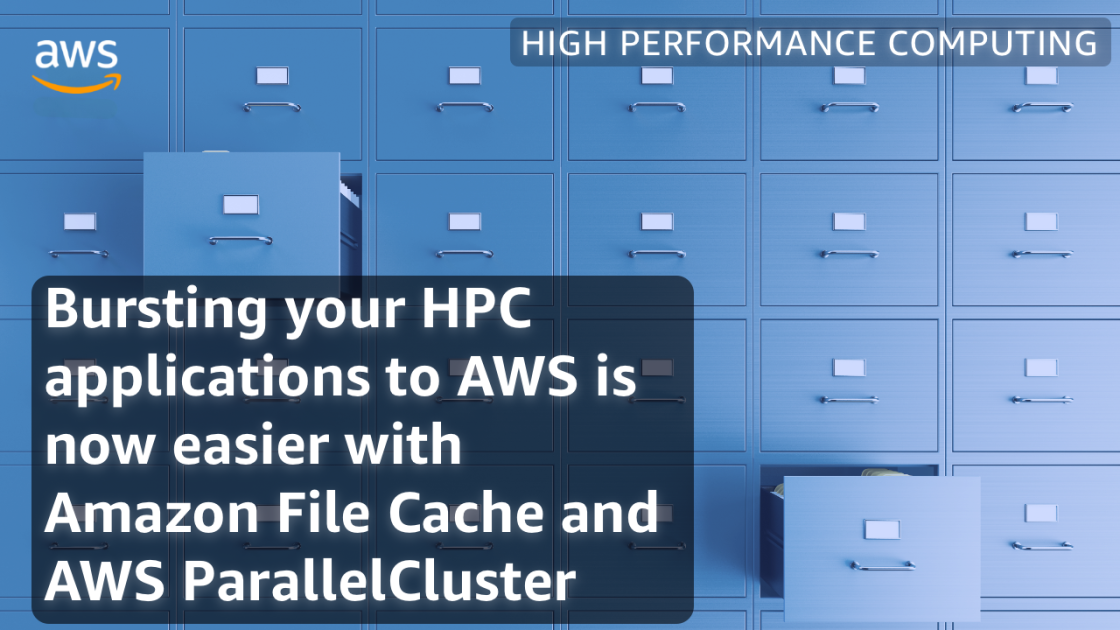 aws
HIGH PERFORMANCE COMPUTING
Bursting your HPC
applications to AWS is
now easier with
Amazon File Cache and
AWS ParallelCluster